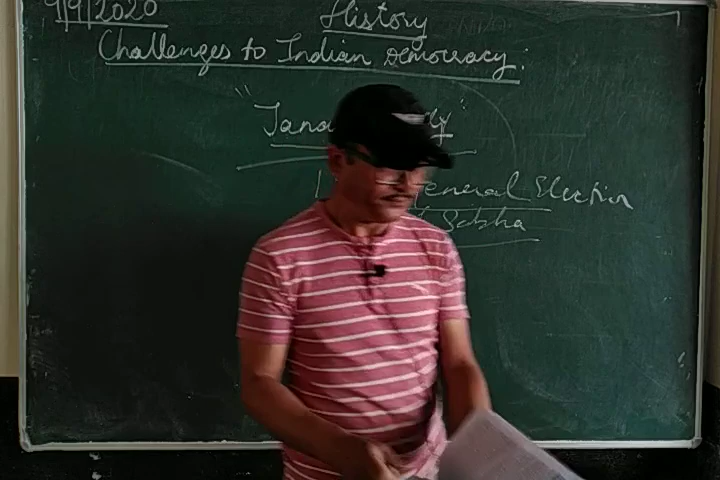 9/9/2020 History
Challenges to Indian Democracy:
General Election
Sabha